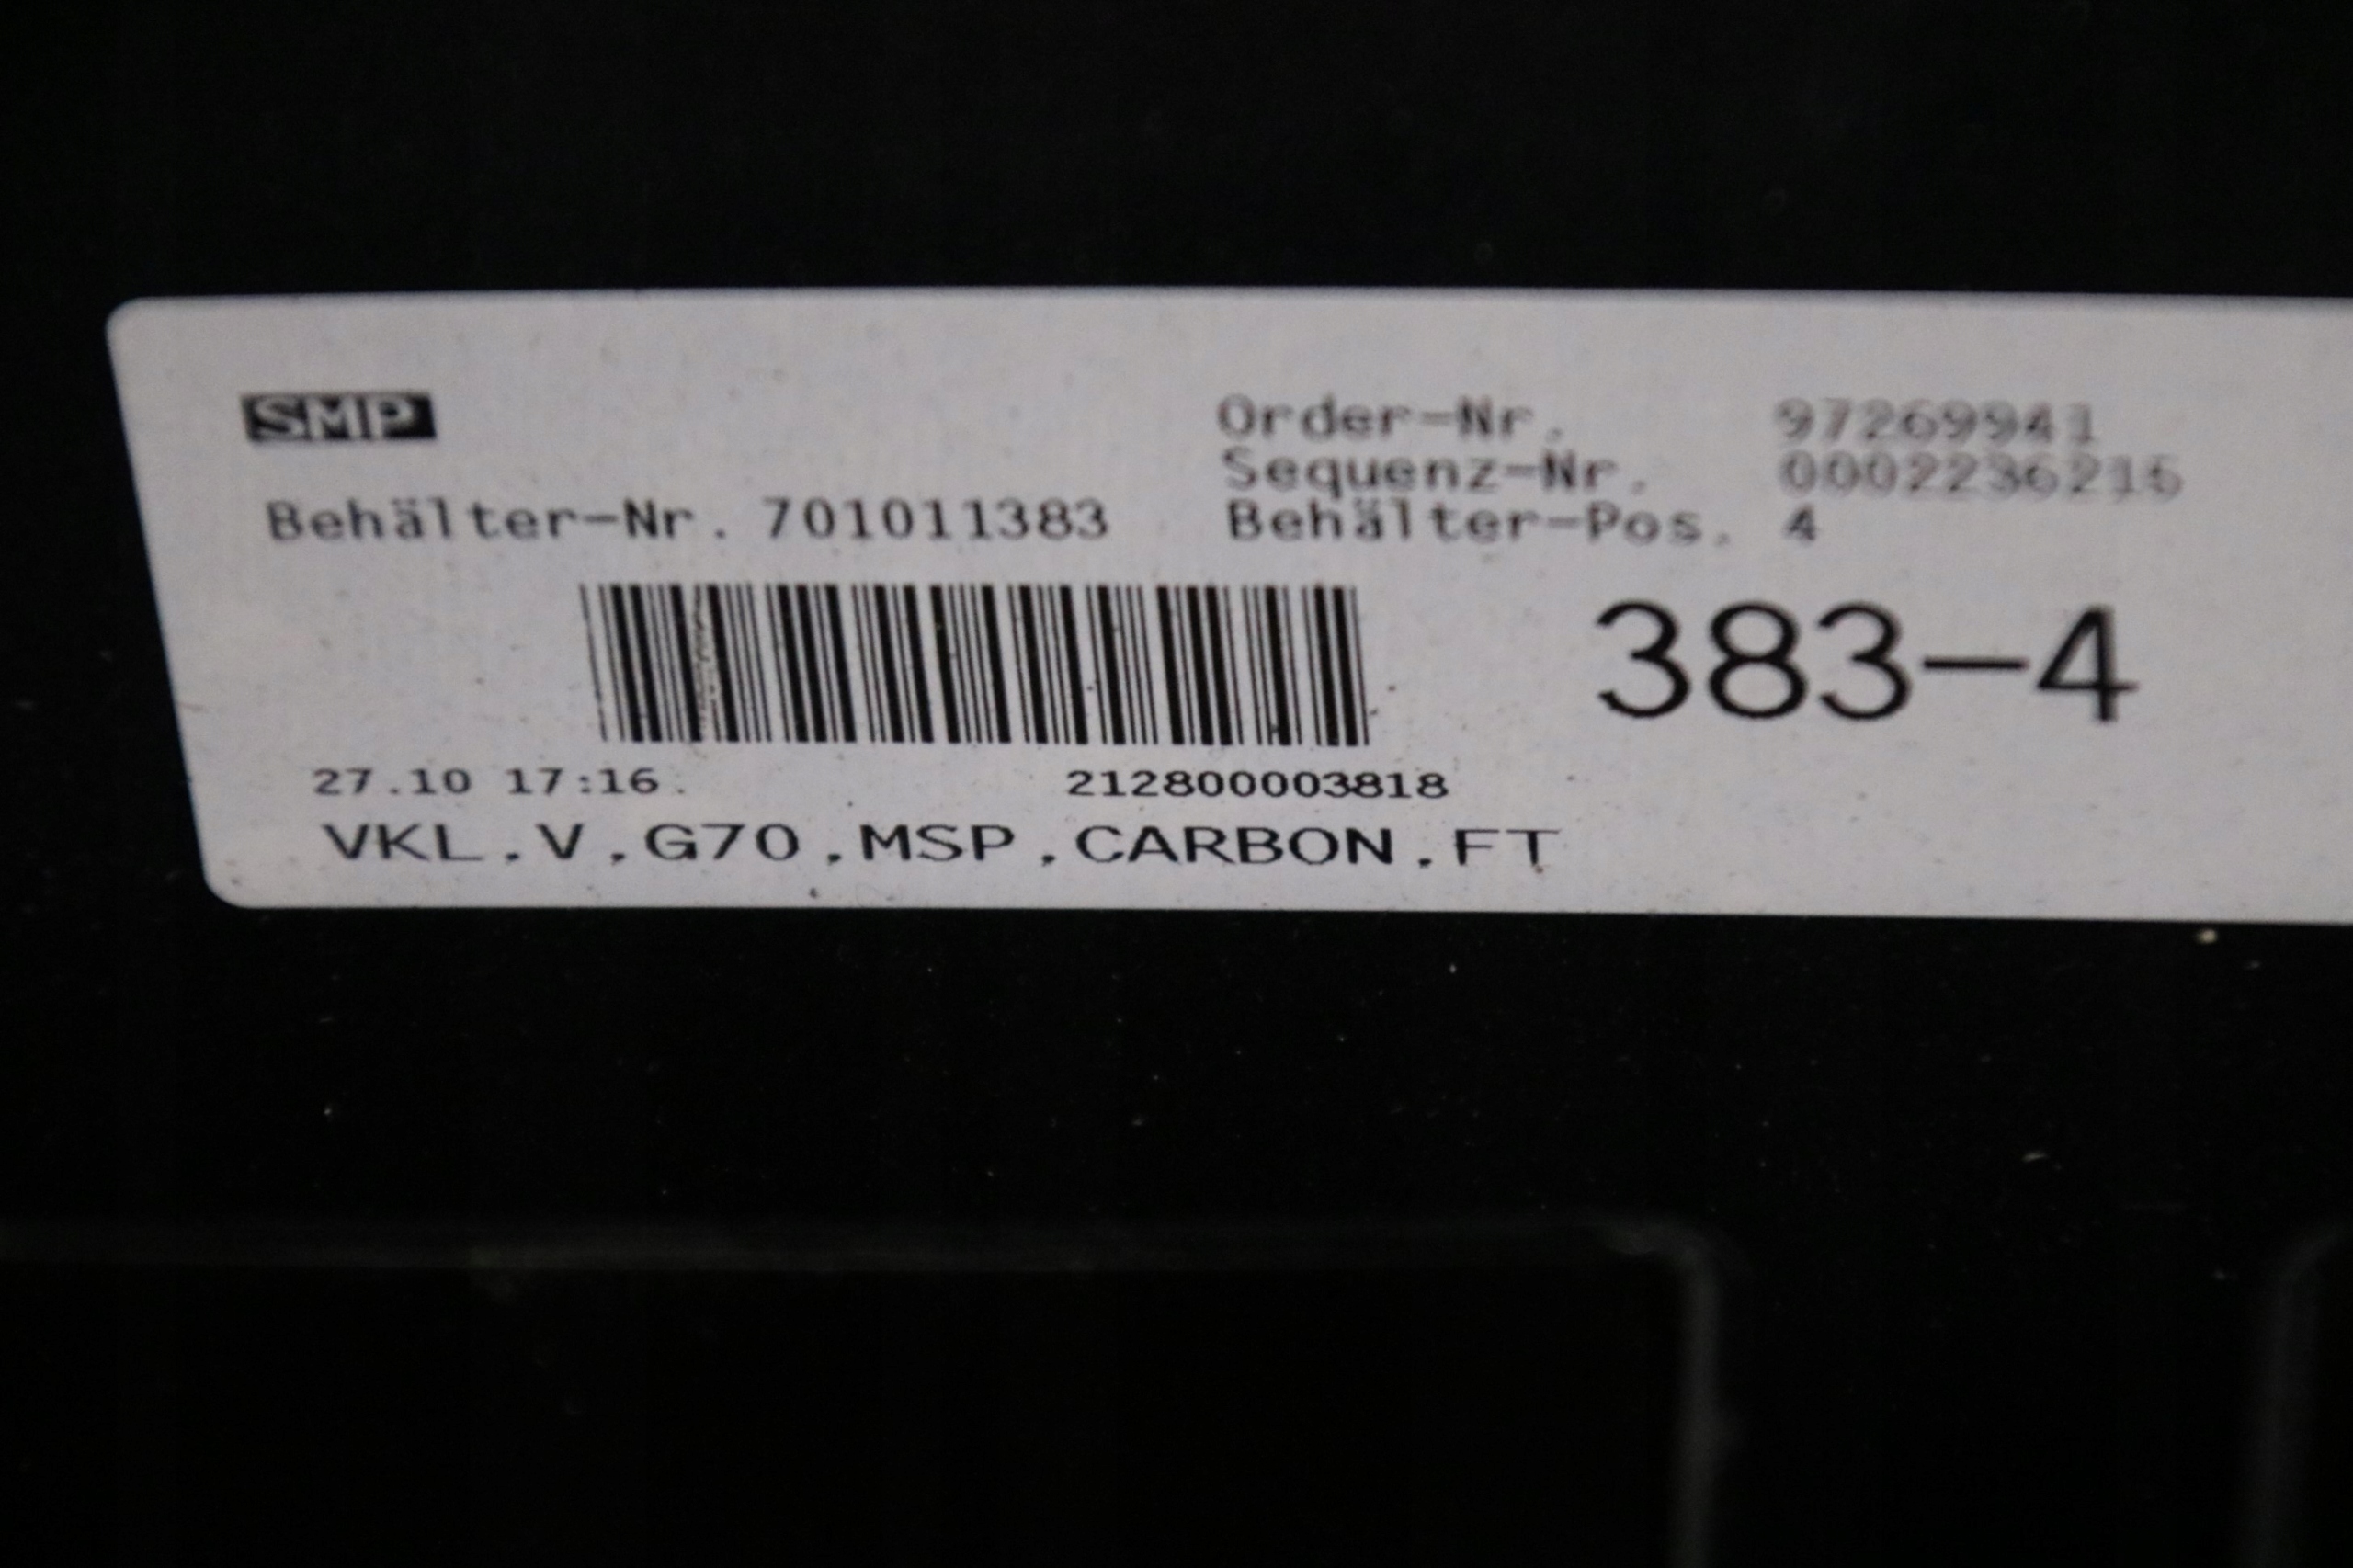 SMP
Order-Nr. 97269941
Sequenz-Nr. 0002236215
Behälter-Nr. 701011383
Behälter-Pos. 4
383-4
27.10 17:16.
212800003818
VKL.V.G70.MSP.CARBON.FT